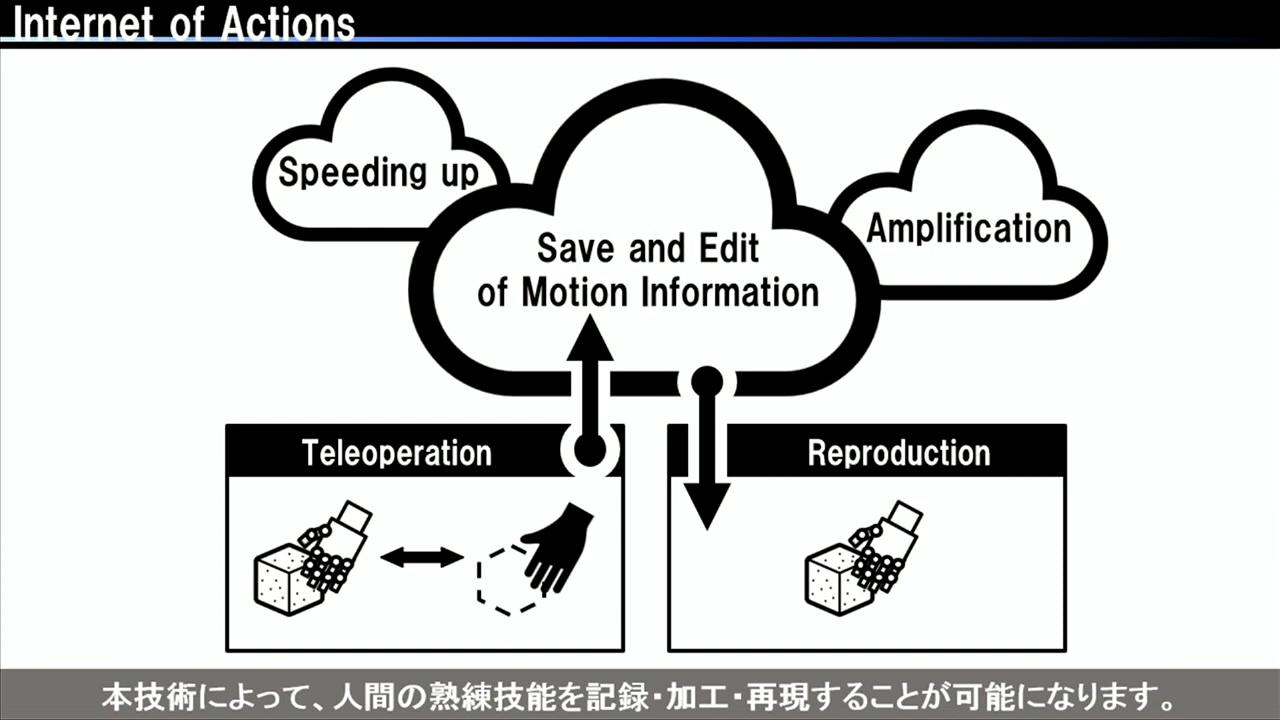 Internet of Actions
Speeding up
Amplification
Save and Edit
of Motion Information
Teleoperation
Reproduction
本技術によって、人間の熟練技能を記録・加工・再現することが可能になります。